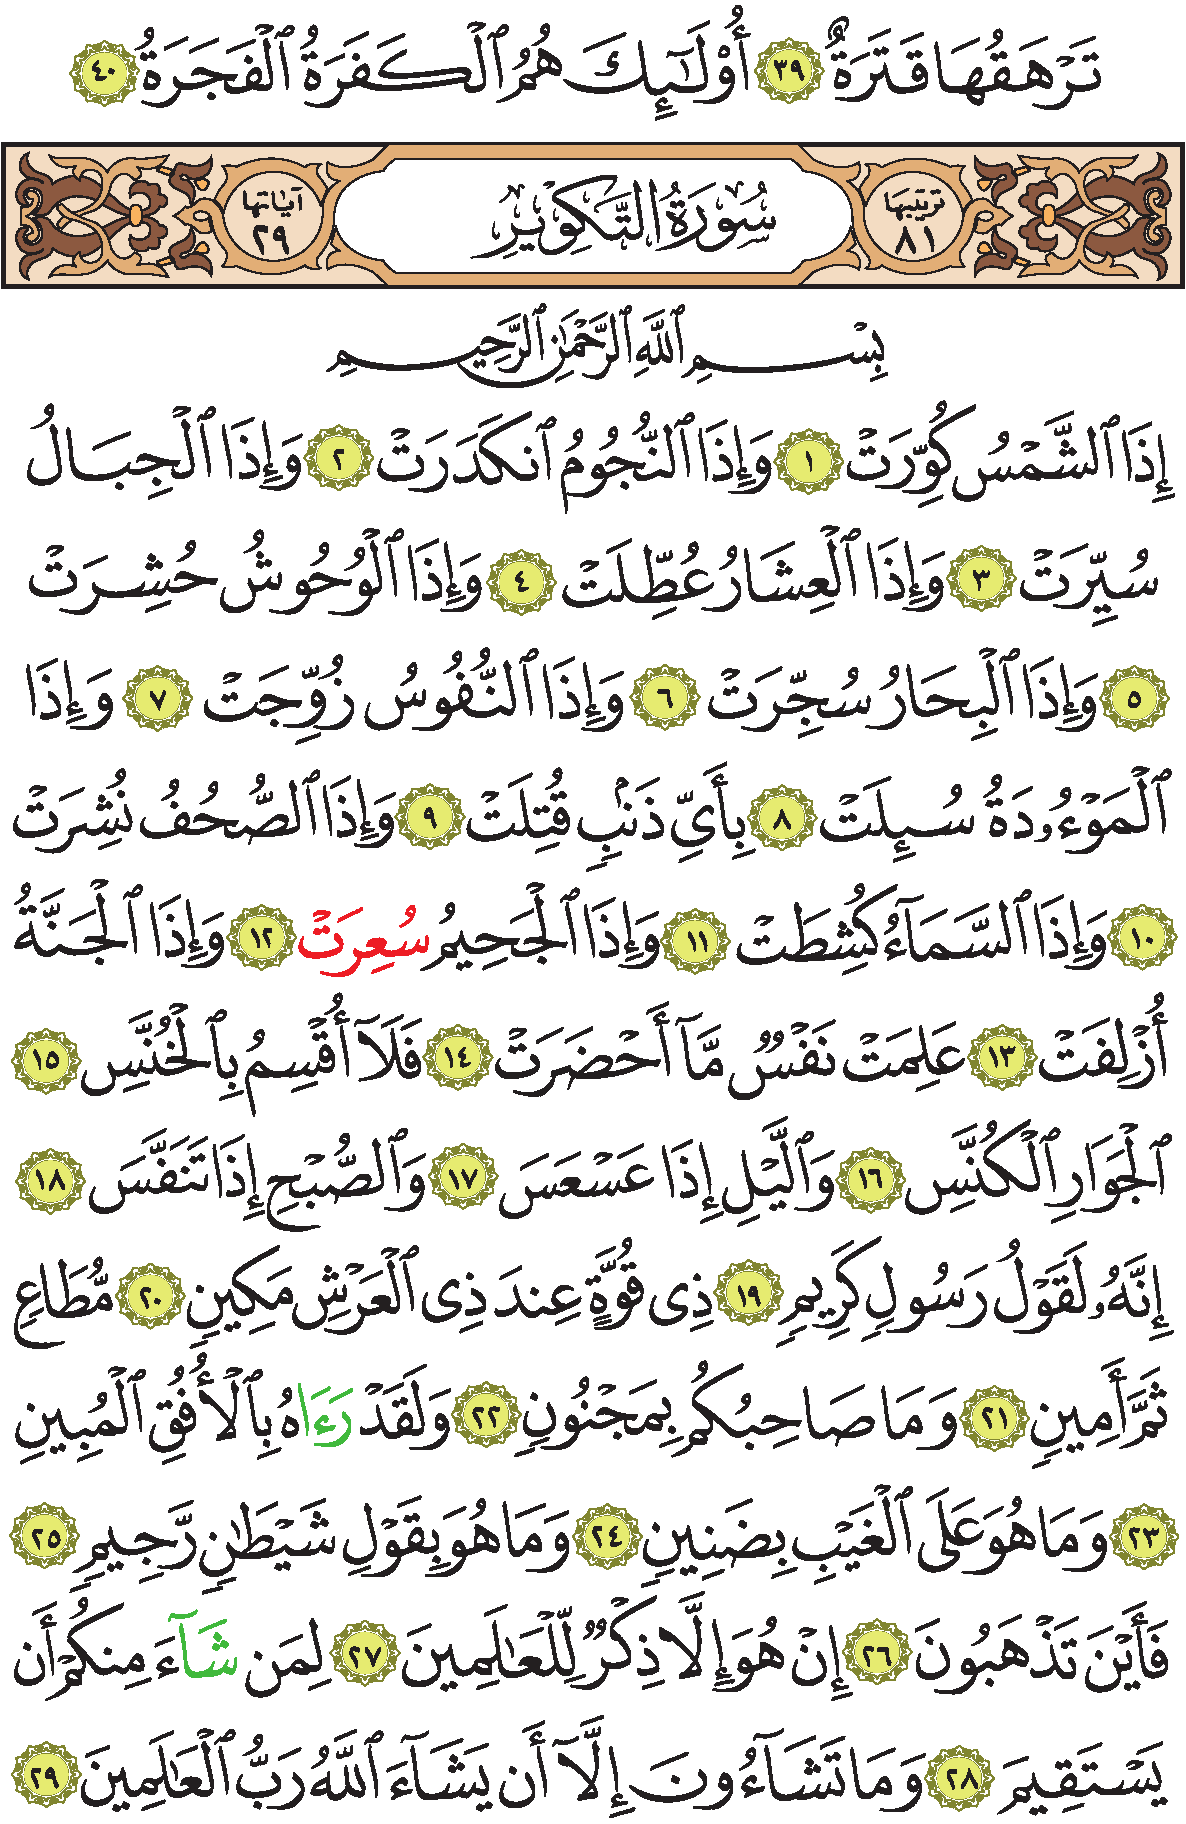 تَرْهَقُهَا قَتَرَةٌ ٣٩ أُوْلَٰٓئِكَ هُمُ ٱلْكَفَرَةُ ٱلْفَجَرَةُ ٤٠
ترتيبها ٨١ سُورَةُ التَّكْوِيرِ آياتها ٢٩
بِسْمِ ٱللَّهِ ٱلرَّحْمَٰنِ ٱلرَّحِيمِ
إِذَا ٱلشَّمْسُ كُوِّرَتْ ١ وَإِذَا ٱلنُّجُومُ ٱنكَدَرَتْ ٢ وَإِذَا ٱلْجِبَالُ
سُيِّرَتْ ٣ وَإِذَا ٱلْعِشَارُ عُطِّلَتْ ٤ وَإِذَا ٱلْوُحُوشُ حُشِرَتْ
٥ وَإِذَا ٱلْبِحَارُ سُجِّرَتْ ٦ وَإِذَا ٱلنُّفُوسُ زُوِّجَتْ ٧ وَإِذَا
ٱلْمَوْءُۥدَةُ سُئِلَتْ ٨ بِأَيِّ ذَنۢبٍ قُتِلَتْ ٩ وَإِذَا ٱلصُّحُفُ نُشِرَتْ
١٠ وَإِذَا ٱلسَّمَآءُ كُشِطَتْ ١١ وَإِذَا ٱلْجَحِيمُ سُعِرَتْ ١٢ وَإِذَا ٱلْجَنَّةُ
أُزْلِفَتْ ١٣ عَلِمَتْ نَفْسٌ مَّآ أَحْضَرَتْ ١٤ فَلَآ أُقْسِمُ بِٱلْخُنَّسِ ١٥
ٱلْجَوَارِ ٱلْكُنَّسِ ١٦ وَٱلَّيْلِ إِذَا عَسْعَسَ ١٧ وَٱلصُّبْحِ إِذَا تَنَفَّسَ ١٨
إِنَّهُۥ لَقَوْلُ رَسُولٍ كَرِيمٍ ١٩ ذِى قُوَّةٍ عِندَ ذِى ٱلْعَرْشِ مَكِينٍ ٢٠ مُّطَاعٍ
ثَمَّ أَمِينٍ ٢١ وَمَا صَاحِبُكُم بِمَجْنُونٍ ٢٢ وَلَقَدْ رَءَاهُ بِٱلْأُفُقِ ٱلْمُبِينِ
٢٣ وَمَا هُوَ عَلَى ٱلْغَيْبِ بِضَنِينٍ ٢٤ وَمَا هُوَ بِقَوْلِ شَيْطَٰنٍ رَّجِيمٍ ٢٥
فَأَيْنَ تَذْهَبُونَ ٢٦ إِنْ هُوَ إِلَّا ذِكْرٌ لِّلْعَٰلَمِينَ ٢٧ لِمَن شَآءَ مِنكُمْ أَن
يَسْتَقِيمَ ٢٨ وَمَا تَشَآءُونَ إِلَّآ أَن يَشَآءَ ٱللَّهُ رَبُّ ٱلْعَٰلَمِينَ ٢٩